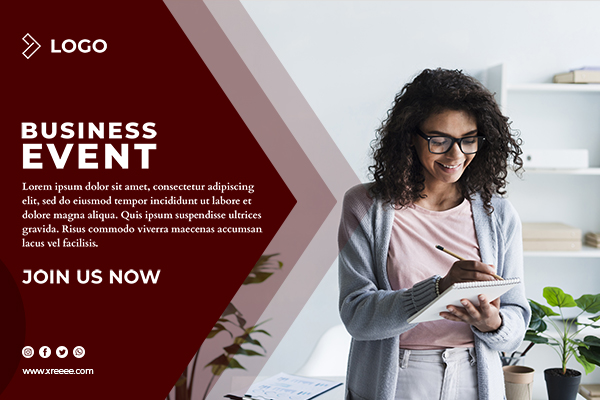 LOGO
BUSINESS
EVENT
Lorem ipsum dolor sit amet, consectetur adipiscing
elit, sed do eiusmod tempor incididunt ut labore et
dolore magna aliqua. Quis ipsum suspendisse ultrices
gravida. Risus commodo viverra maecenas accumsan
lacus vel facilisis.
JOIN US NOW
www.xreeee.com